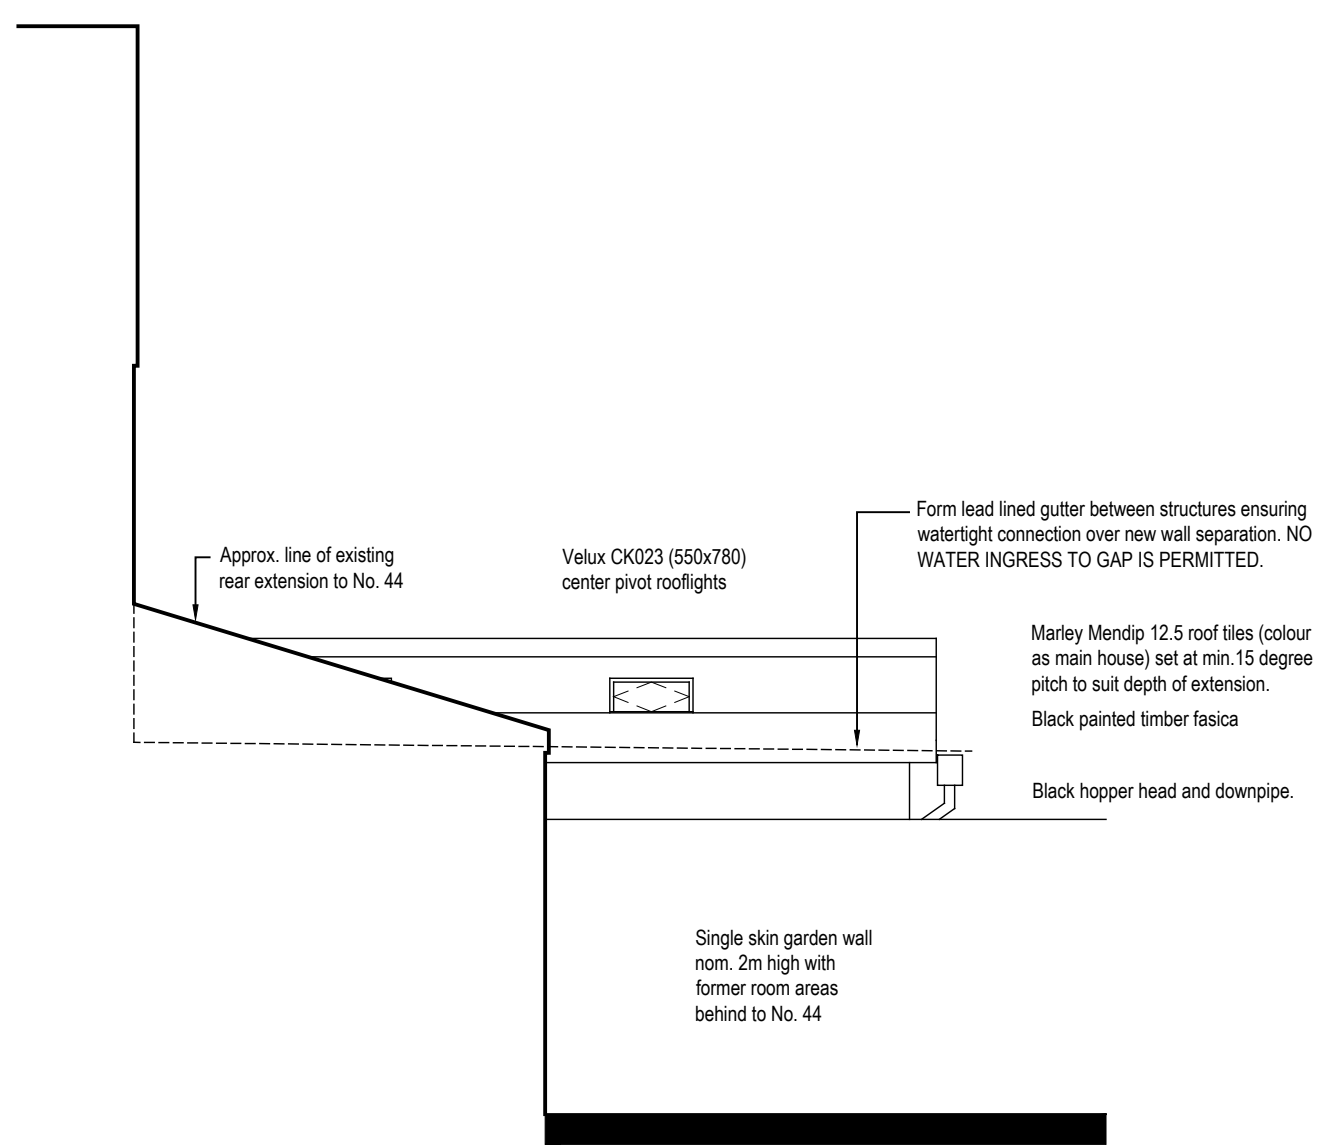 Form lead lined gutter between structures ensuring
watertight connection over new wall separation. NO
WATER INGRESS TO GAP IS PERMITTED.
Approx. line of existing
rear extension to No. 44
Velux CK023 (550x780)
center pivot rooflights
Marley Mendip 12.5 roof tiles (colour
as main house) set at min.15 degree
pitch to suit depth of extension.
Black painted timber fasica
Black hopper head and downpipe.
Single skin garden wall
nom. 2m high with
former room areas
behind to No. 44